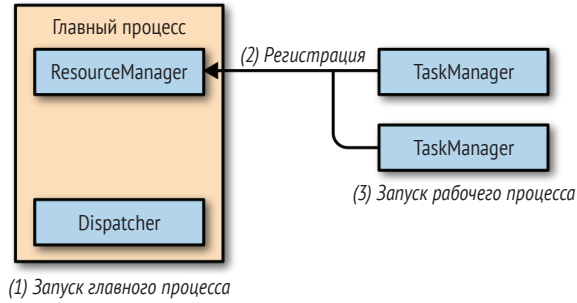 Главный процесс
ResourceManager
(2) Регистрация
TaskManager
TaskManager
(3) Запуск рабочего процесса
Dispatcher
(1) Запуск главного процесса